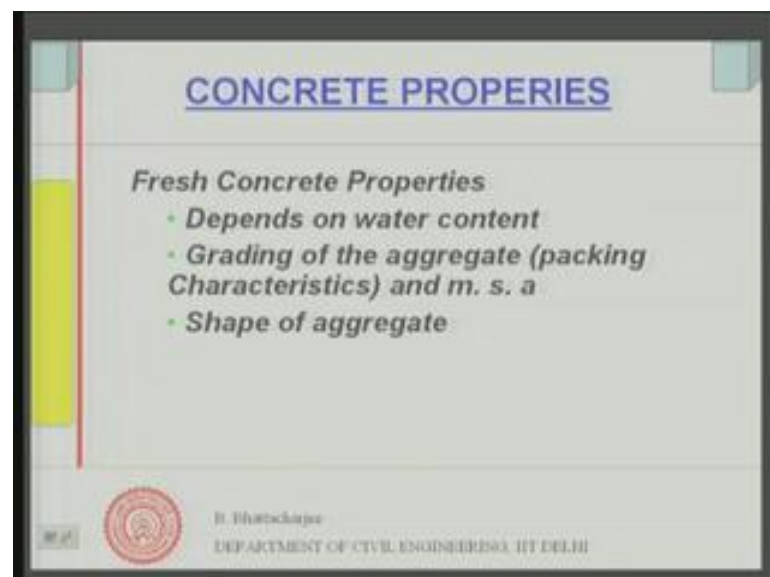 CONCRETE PROPERIES
Fresh Concrete Properties
• Depends on water content
• Grading of the aggregate (packing
Characteristics) and m. s. a
• Shape of aggregate
B. Bhattacharjee
DEPARTMENT OF CIVIL ENGINEERING, IIT DELHI